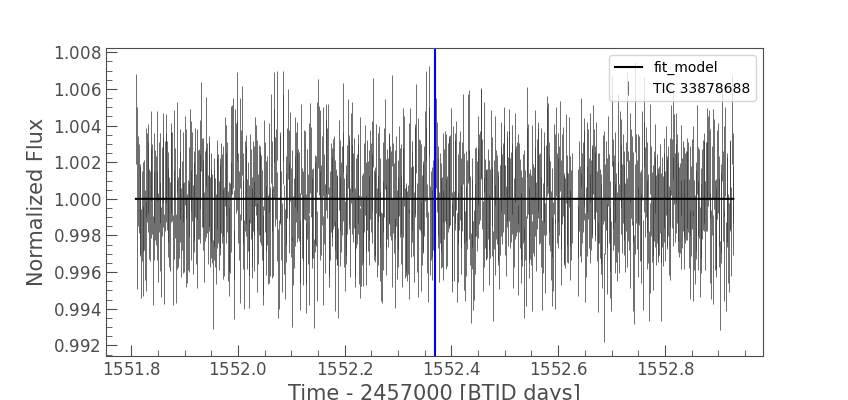 1.008
1.006
1.004
1.002
1.000
0.998
0.996
0.994
0.992
Normalized Flux
fit_model
TIC 33878688
1551.8 1552.0 1552.2 1552.4 1552.6 1552.8
Time - 2457000 [BTJD days]